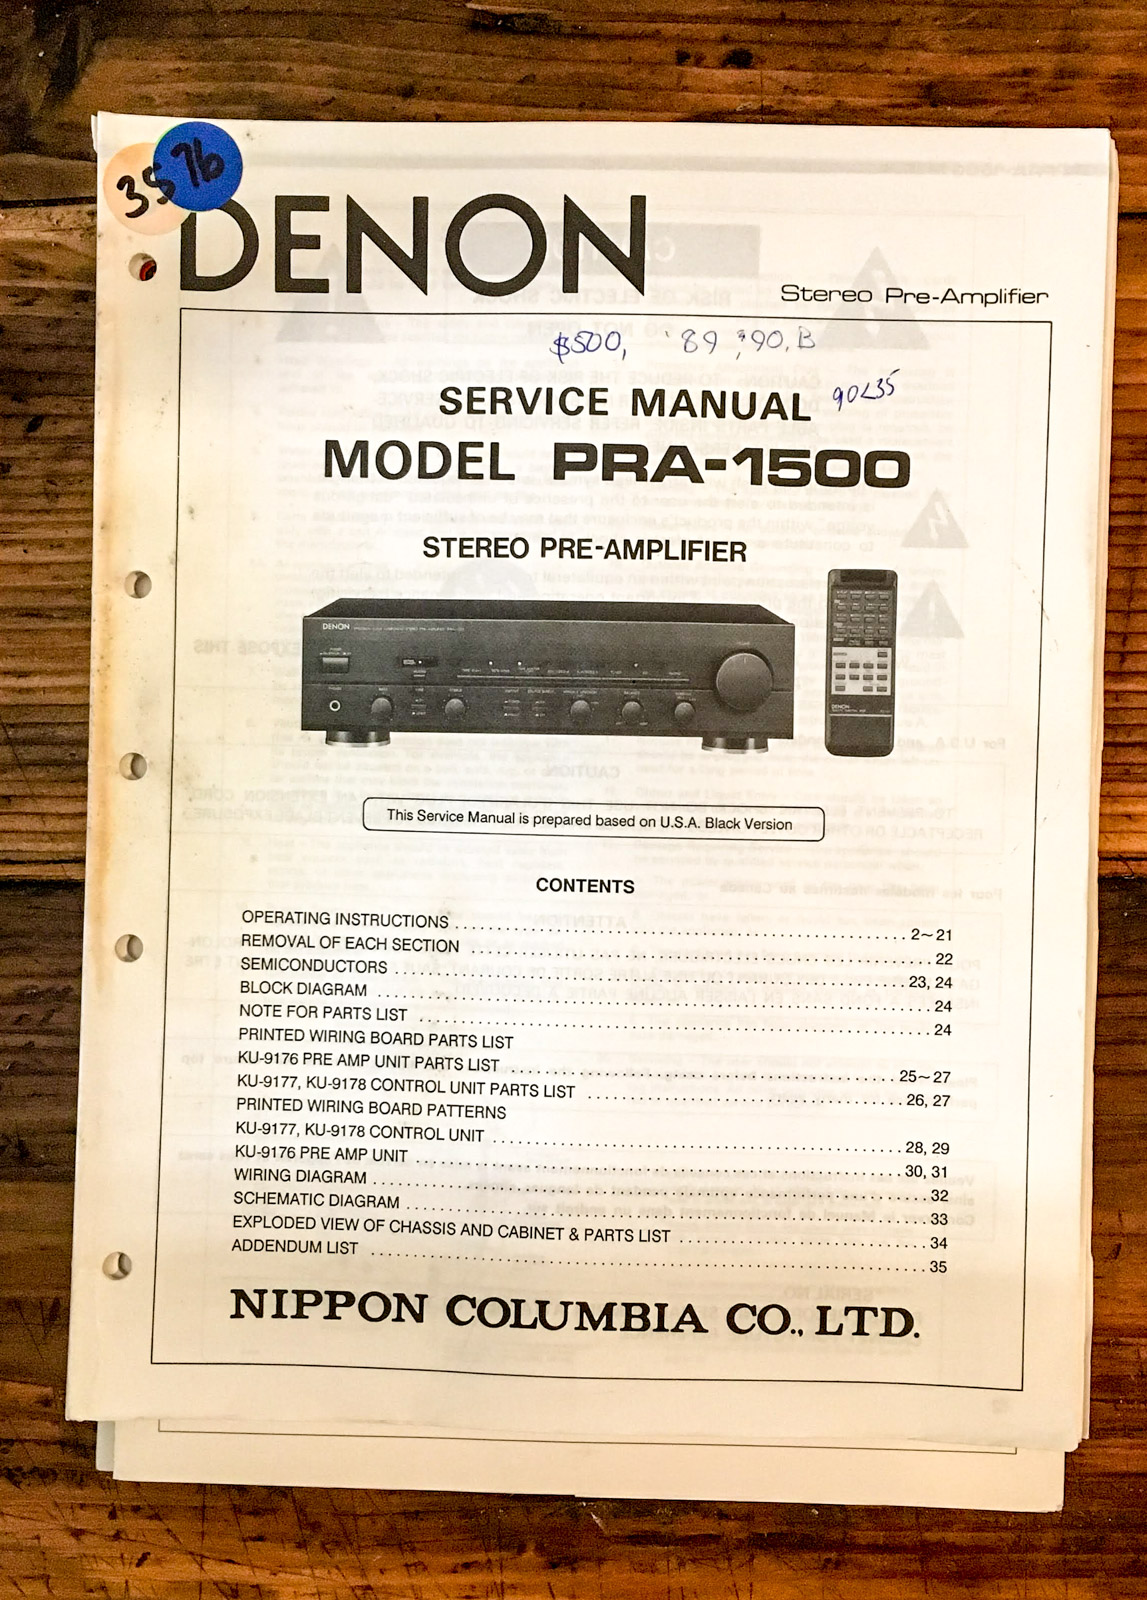 3576
DENON
Stereo Pre-Amplifier
$500, '89, '90, B
SERVICE MANUAL
90<35
MODEL PRA-1500
STEREO PRE-AMPLIFIER
DENON
DENON
This Service Manual is prepared based on U.S.A. Black Version
CONTENTS
OPERATING INSTRUCTIONS 2~21
REMOVAL OF EACH SECTION 22
SEMICONDUCTORS 23, 24
BLOCK DIAGRAM 24
NOTE FOR PARTS LIST 24
PRINTED WIRING BOARD PARTS LIST
KU-9176 PRE AMP UNIT PARTS LIST 25~27
KU-9177, KU-9178 CONTROL UNIT PARTS LIST 26, 27
PRINTED WIRING BOARD PATTERNS
KU-9177, KU-9178 CONTROL UNIT 28, 29
KU-9176 PRE AMP UNIT 30, 31
WIRING DIAGRAM 32
SCHEMATIC DIAGRAM 33
EXPLODED VIEW OF CHASSIS AND CABINET & PARTS LIST 34
ADDENDUM LIST 35
NIPPON COLUMBIA CO., LTD.